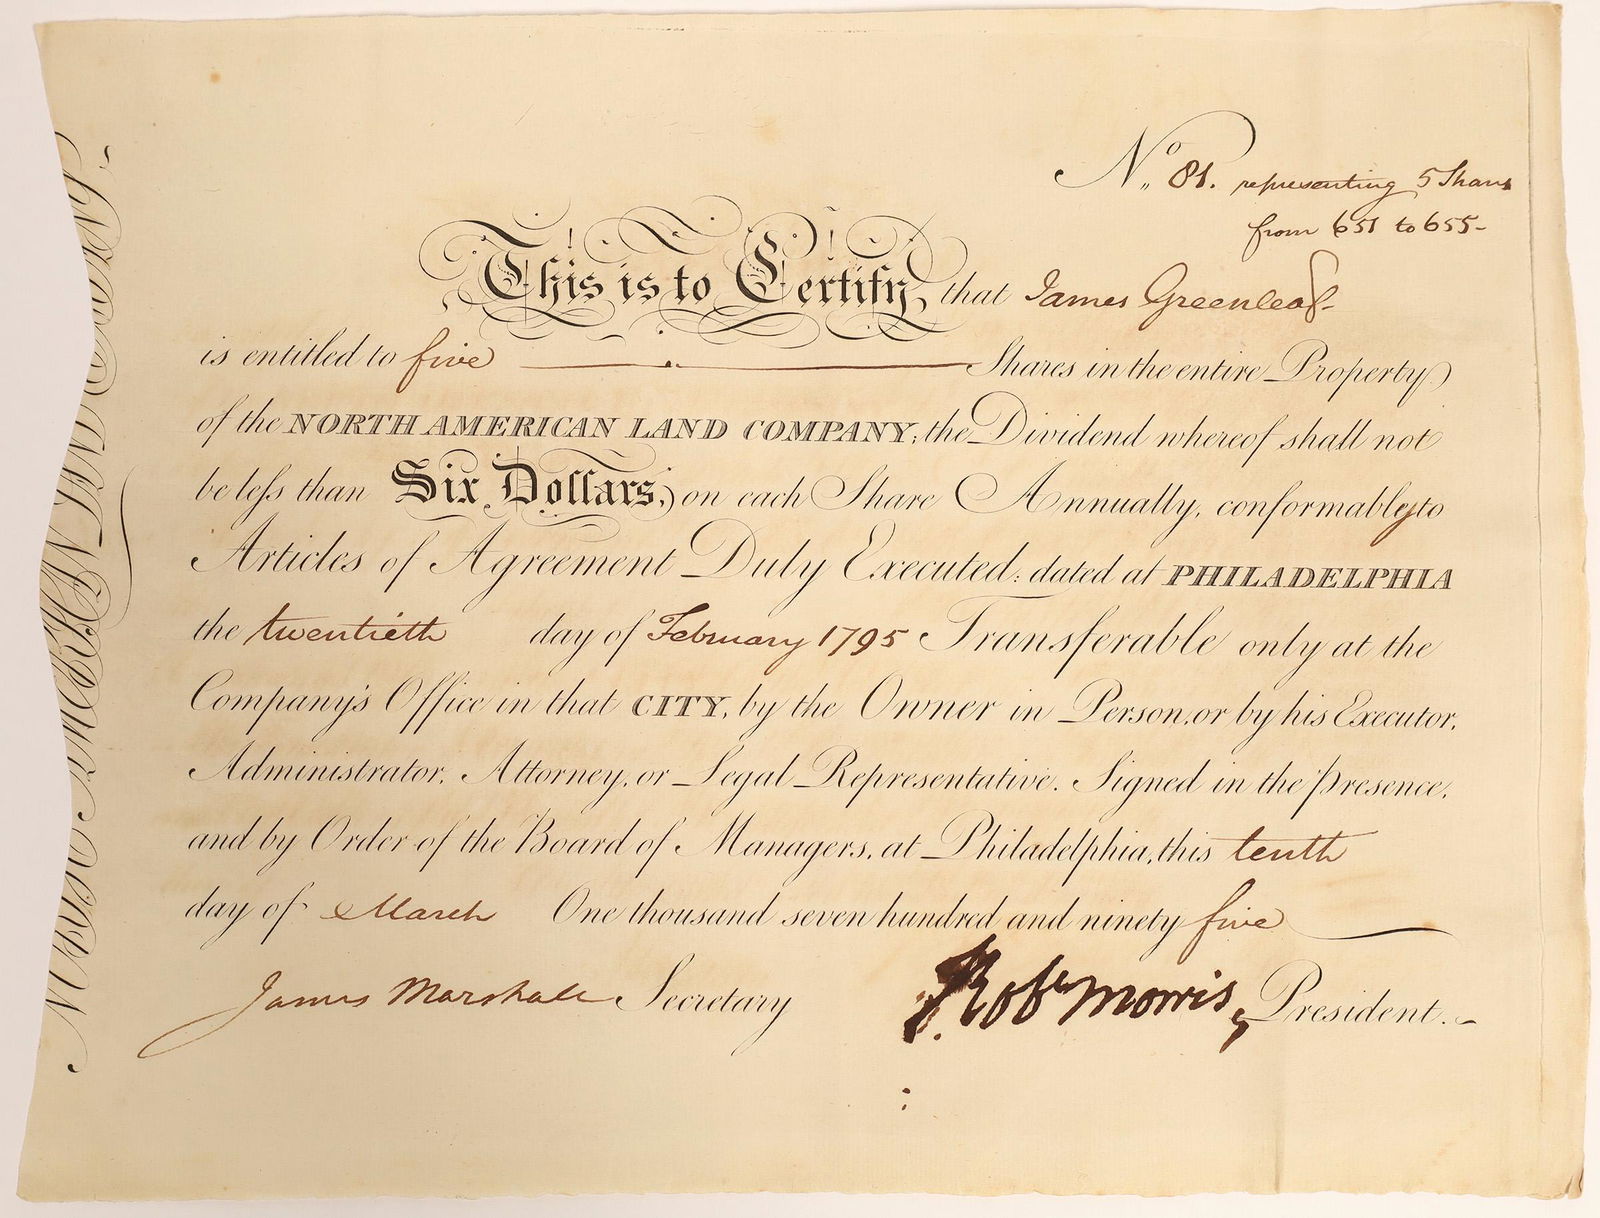 No. 81. representing 5 Shares
from 651 to 655-
This is to Certify, that James Greenleaf
is entitled to five Shares in the entire Property
of the NORTH AMERICAN LAND COMPANY; the Dividend whereof shall not
be leſs than Six Dollars, on each Share Annually, conformably to
Articles of Agreement Duly Executed: dated at PHILADELPHIA
the twentieth day of February 1795 Transferable only at the
Company's Office in that CITY, by the Owner in Person, or by his Executor,
Administrator, Attorney, or Legal Representative. Signed in the presence,
and by Order of the Board of Managers, at Philadelphia, this tenth
day of March One thousand seven hundred and ninety five
James Marshall Secretary Robt Morris, President.
NORTH AMERICAN LAND COMPANY